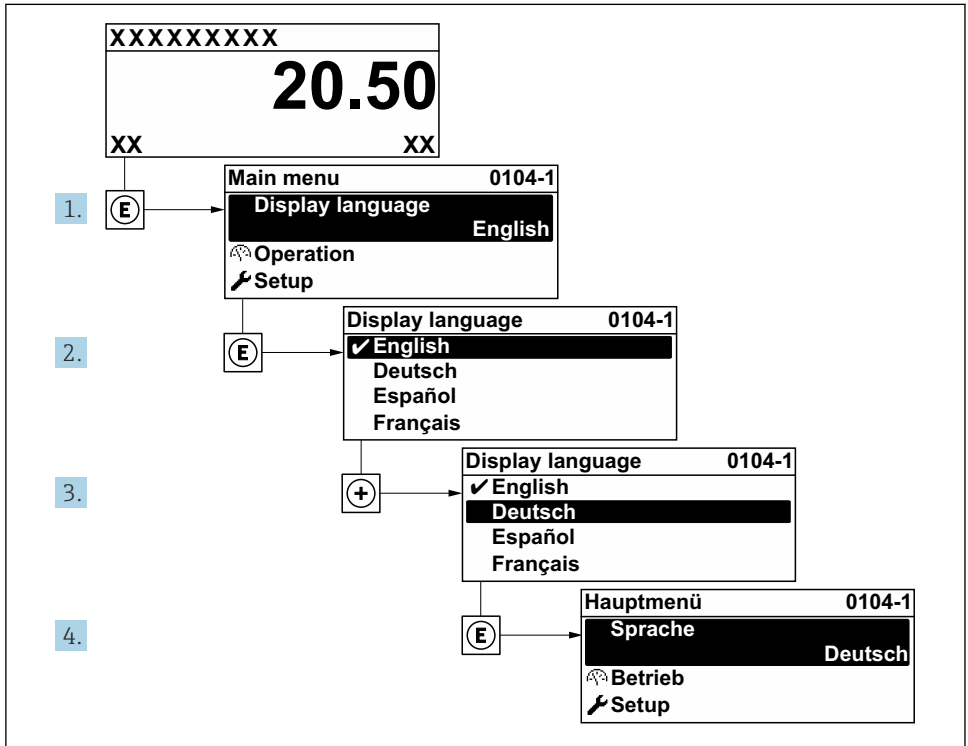 XXXXXXXXX
20.50
XX XX
1. E
Main menu 0104-1
Display language
English
Operation
Setup
2. E
Display language 0104-1
✔English
Deutsch
Español
Français
3. +
Display language 0104-1
✔English
Deutsch
Español
Français
4. E
Hauptmenü 0104-1
Sprache
Deutsch
Betrieb
Setup